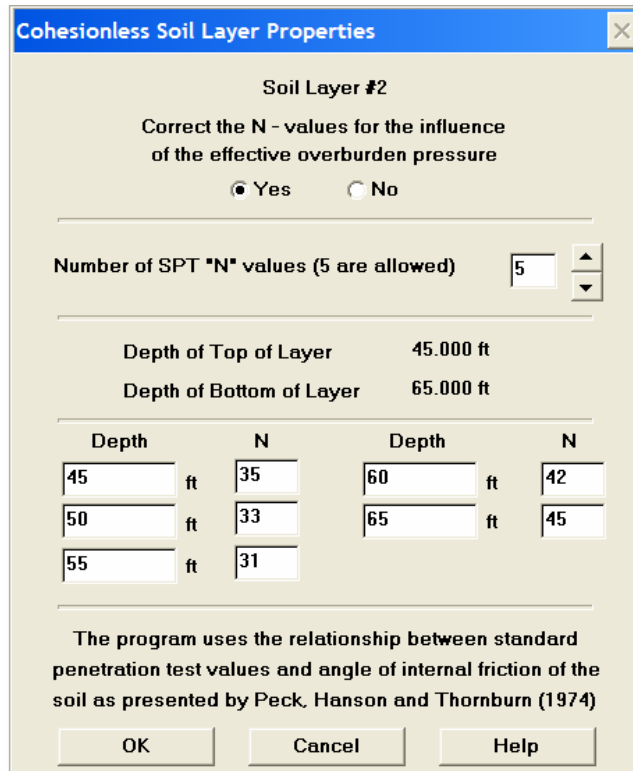 Cohesionless Soil Layer Properties
Soil Layer #2
Correct the N - values for the influence
of the effective overburden pressure
Yes No
Number of SPT "N" values (5 are allowed) 5
Depth of Top of Layer 45.000 ft
Depth of Bottom of Layer 65.000 ft
Depth N Depth N
45 ft 35 60 ft 42
50 ft 33 65 ft 45
55 ft 31
The program uses the relationship between standard
penetration test values and angle of internal friction of the
soil as presented by Peck, Hanson and Thornburn (1974)
OK Cancel Help